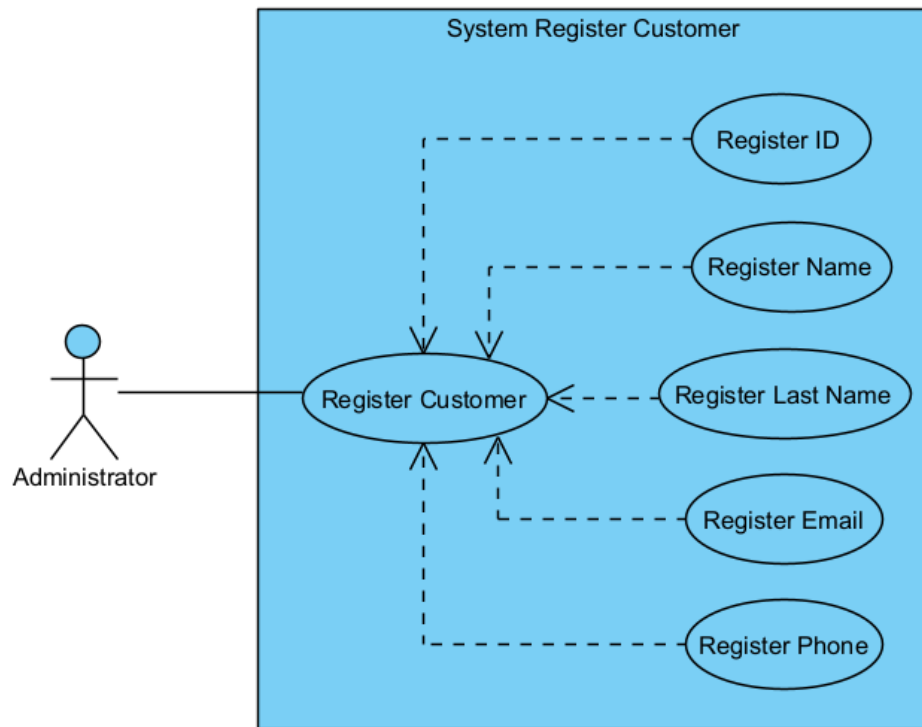 System Register Customer
Register ID
Register Name
Register Customer
Register Last Name
Administrator
Register Email
Register Phone